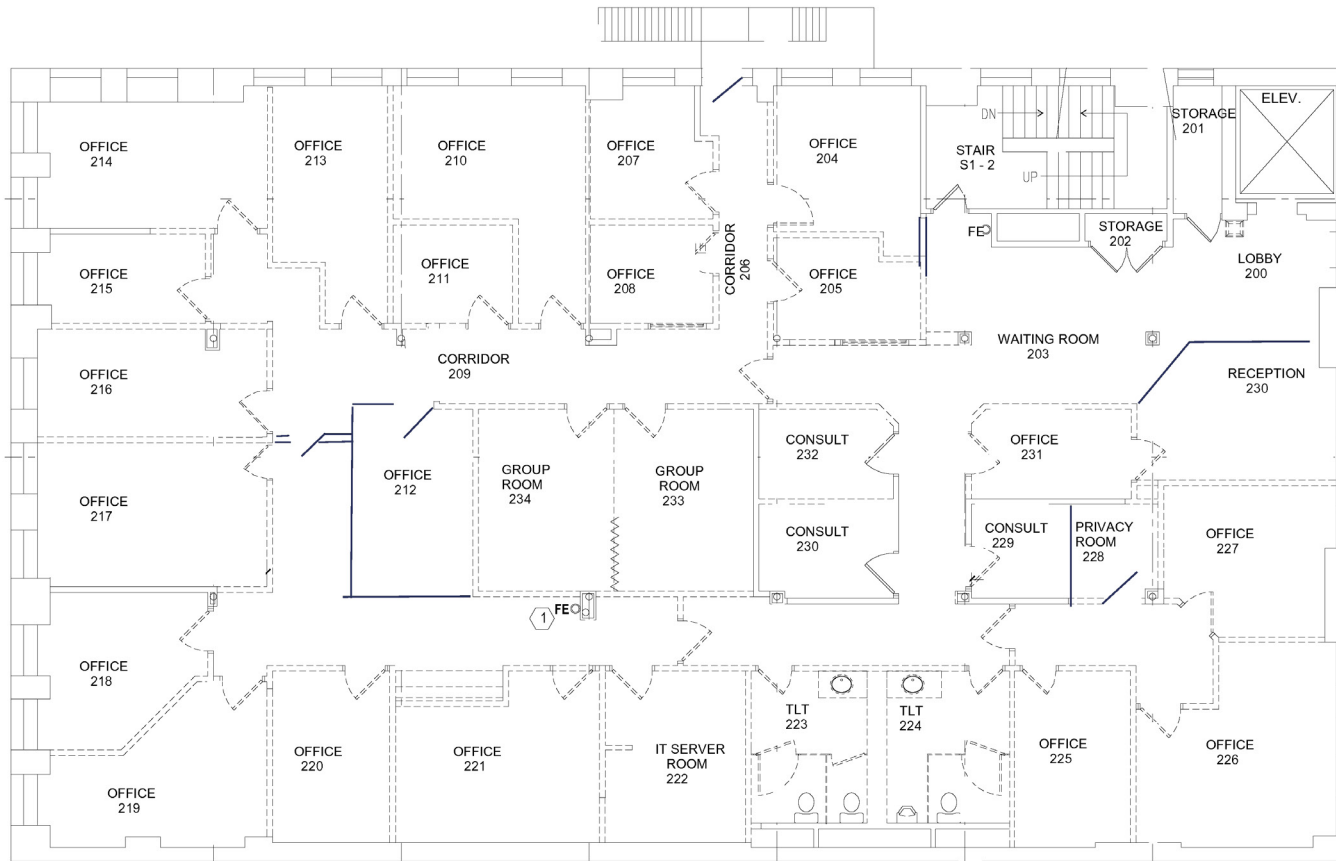 OFFICE
214
OFFICE
213
OFFICE
210
OFFICE
207
OFFICE
204
DN
STAIR
S1 - 2
UP
STORAGE
201
ELEV.
OFFICE
215
OFFICE
211
OFFICE
208
CORRIDOR
206
OFFICE
205
FE
STORAGE
202
LOBBY
200
OFFICE
216
CORRIDOR
209
WAITING ROOM
203
RECEPTION
230
OFFICE
217
OFFICE
212
GROUP
ROOM
234
GROUP
ROOM
233
CONSULT
232
OFFICE
231
CONSULT
230
CONSULT
229
PRIVACY
ROOM
228
OFFICE
227
1
FE
OFFICE
218
OFFICE
219
OFFICE
220
OFFICE
221
IT SERVER
ROOM
222
TLT
223
TLT
224
OFFICE
225
OFFICE
226